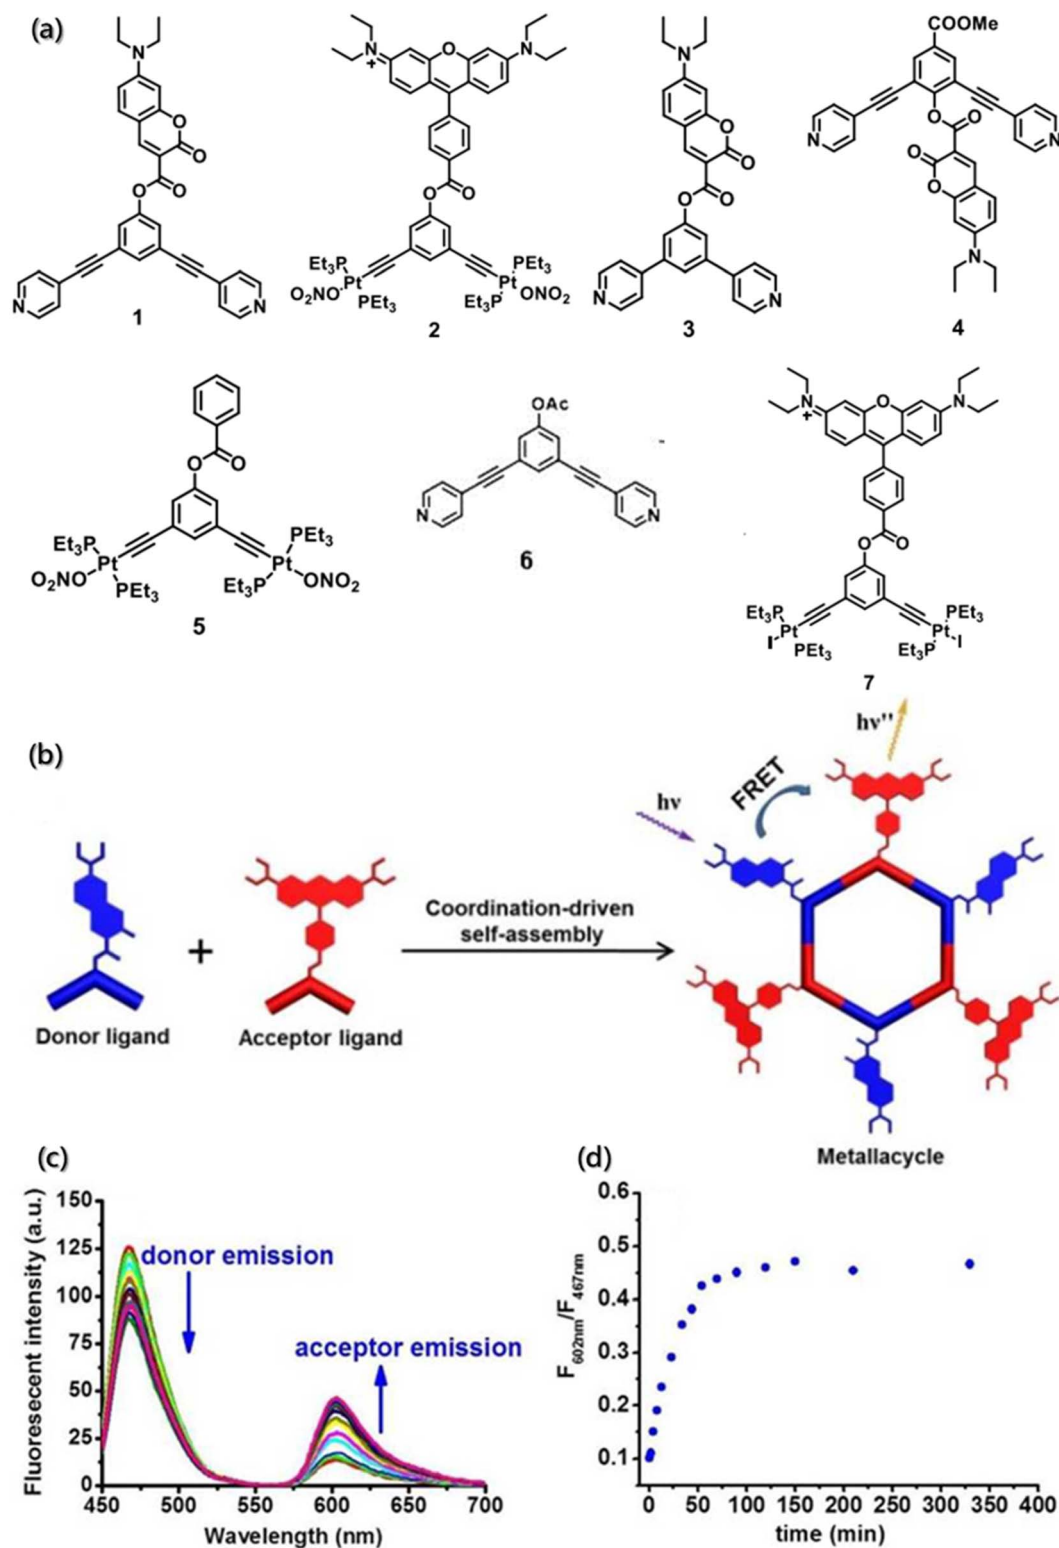 (a)
N
O
O
O
O
N
N
1
N
+
O
N
O
O
PEt3
Pt
O2NO
PEt3
PEt3
Pt
Et3P
ONO2
2
N
O
O
O
O
N
N
3
COOMe
N
N
O
O
O
O
N
4
O
O
PEt3
Pt
O2NO
PEt3
PEt3
Pt
Et3P
ONO2
5
OAc
N
N
6
N
+
O
N
O
O
Et3P
Pt
I
PEt3
PEt3
Pt
Et3P
I
7
(b)
Donor ligand
+
Acceptor ligand
Coordination-driven
self-assembly
hν
FRET
hν''
Metallacycle
(c)
Fluoresecent intensity (a.u.)
150
125
100
75
50
25
0
donor emission
acceptor emission
450 500 550 600 650 700
Wavelength (nm)
(d)
F602nm/F467nm
0.6
0.5
0.4
0.3
0.2
0.1
0 50 100 150 200 250 300 350 400
time (min)